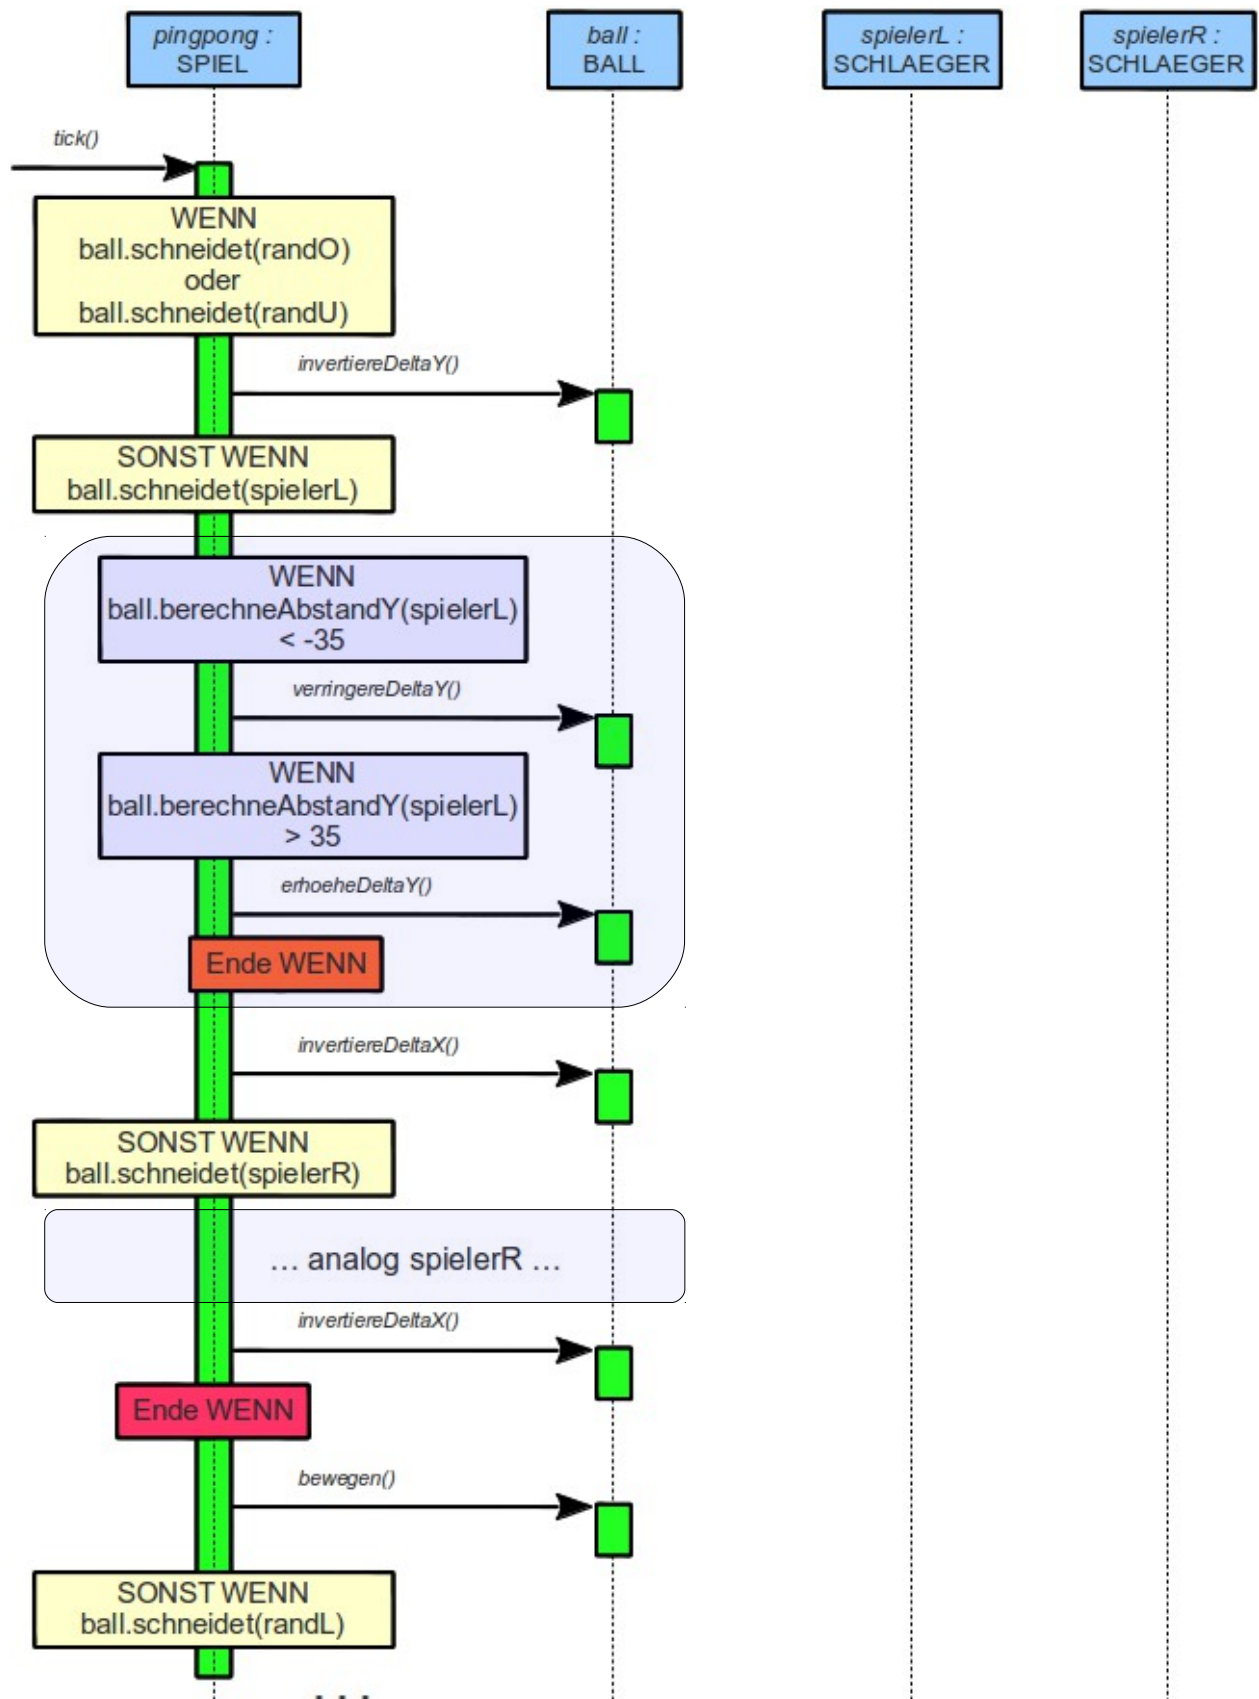 pingpong :
SPIEL
ball :
BALL
spielerL :
SCHLAEGER
spielerR :
SCHLAEGER
tick()
WENN
ball.schneidet(randO)
oder
ball.schneidet(randU)
invertiereDeltaY()
SONST WENN
ball.schneidet(spielerL)
WENN
ball.berechneAbstandY(spielerL)
< -35
verringereDeltaY()
WENN
ball.berechneAbstandY(spielerL)
> 35
erhoeheDeltaY()
Ende WENN
invertiereDeltaX()
SONST WENN
ball.schneidet(spielerR)
... analog spielerR ...
invertiereDeltaX()
Ende WENN
bewegen()
SONST WENN
ball.schneidet(randL)
...